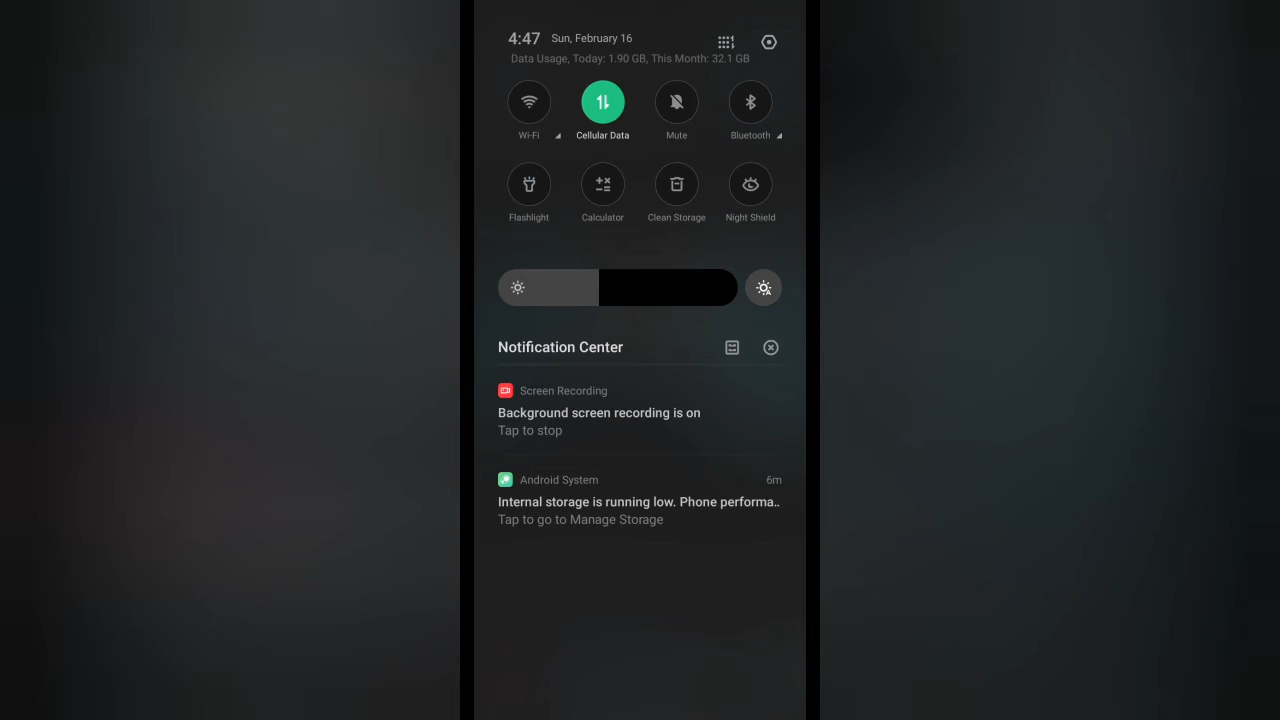 4:47 Sun, February 16
Data Usage, Today: 1.90 GB, This Month: 32.1 GB
Wi-Fi Cellular Data Mute Bluetooth
Flashlight Calculator Clean Storage Night Shield
Notification Center
Screen Recording
Background screen recording is on
Tap to stop
Android System 6m
Internal storage is running low. Phone performa..
Tap to go to Manage Storage